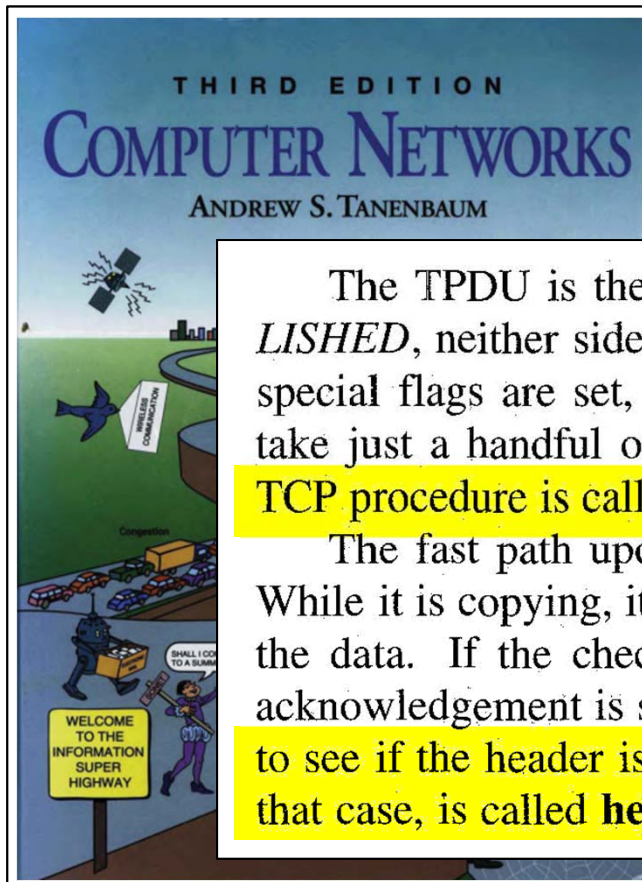 THIRD EDITION
COMPUTER NETWORKS
ANDREW S. TANENBAUM
WIRELESS
COMMUNICATION
Congestion
SHALL I CO
TO A SUMM
WELCOME
TO THE
INFORMATION
SUPER
HIGHWAY
The TPDU is the
LISHED, neither side
special flags are set,
take just a handful o
TCP procedure is call
The fast path upd
While it is copying, it
the data. If the chec
acknowledgement is s
to see if the header is
that case, is called he